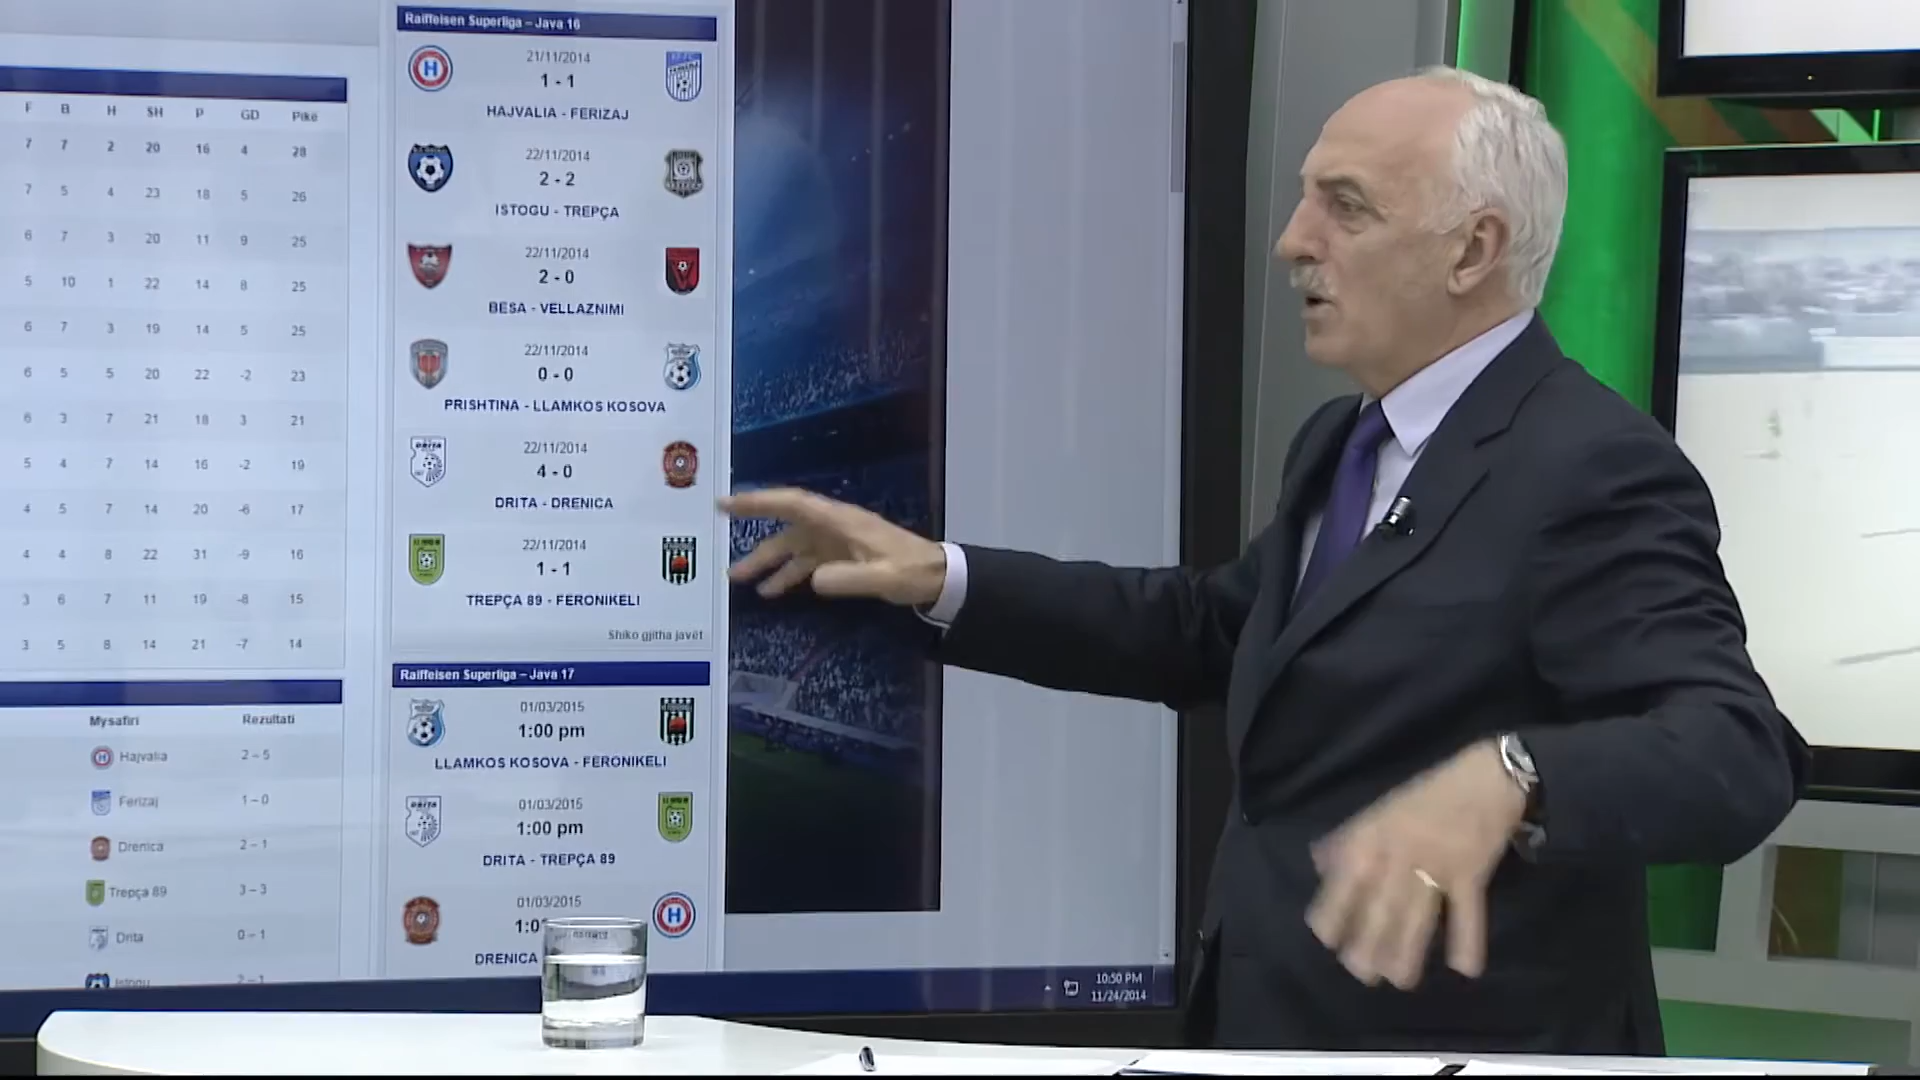 F B H SH P GD Pikë
7 7 2 20 16 4 28
7 5 4 23 18 5 26
6 7 3 20 11 9 25
5 10 1 22 14 8 25
6 7 3 19 14 5 25
6 5 5 20 22 -2 23
6 3 7 21 18 3 21
5 4 7 14 16 -2 19
4 5 7 14 20 -6 17
4 4 8 22 31 -9 16
3 6 7 11 19 -8 15
3 5 8 14 21 -7 14
Mysafiri Rezultati
Hajvalia 2 – 5
Ferizaj 1 – 0
Drenica 2 – 1
Trepça 89 3 – 3
Drita 0 – 1
Istogu 2 – 1
Raiffeisen Superliga – Java 16
H
21/11/2014
1 - 1
HAJVALIA - FERIZAJ
22/11/2014
2 - 2
ISTOGU - TREPÇA
22/11/2014
2 - 0
BESA - VELLAZNIMI
22/11/2014
0 - 0
PRISHTINA - LLAMKOS KOSOVA
DRITA
22/11/2014
4 - 0
DRITA - DRENICA
22/11/2014
1 - 1
TREPÇA 89 - FERONIKELI
Shiko gjitha javët
Raiffeisen Superliga – Java 17
01/03/2015
1:00 pm
LLAMKOS KOSOVA - FERONIKELI
DRITA
01/03/2015
1:00 pm
DRITA - TREPÇA 89
01/03/2015
H
1:0
DRENICA
10:50 PM
11/24/2014